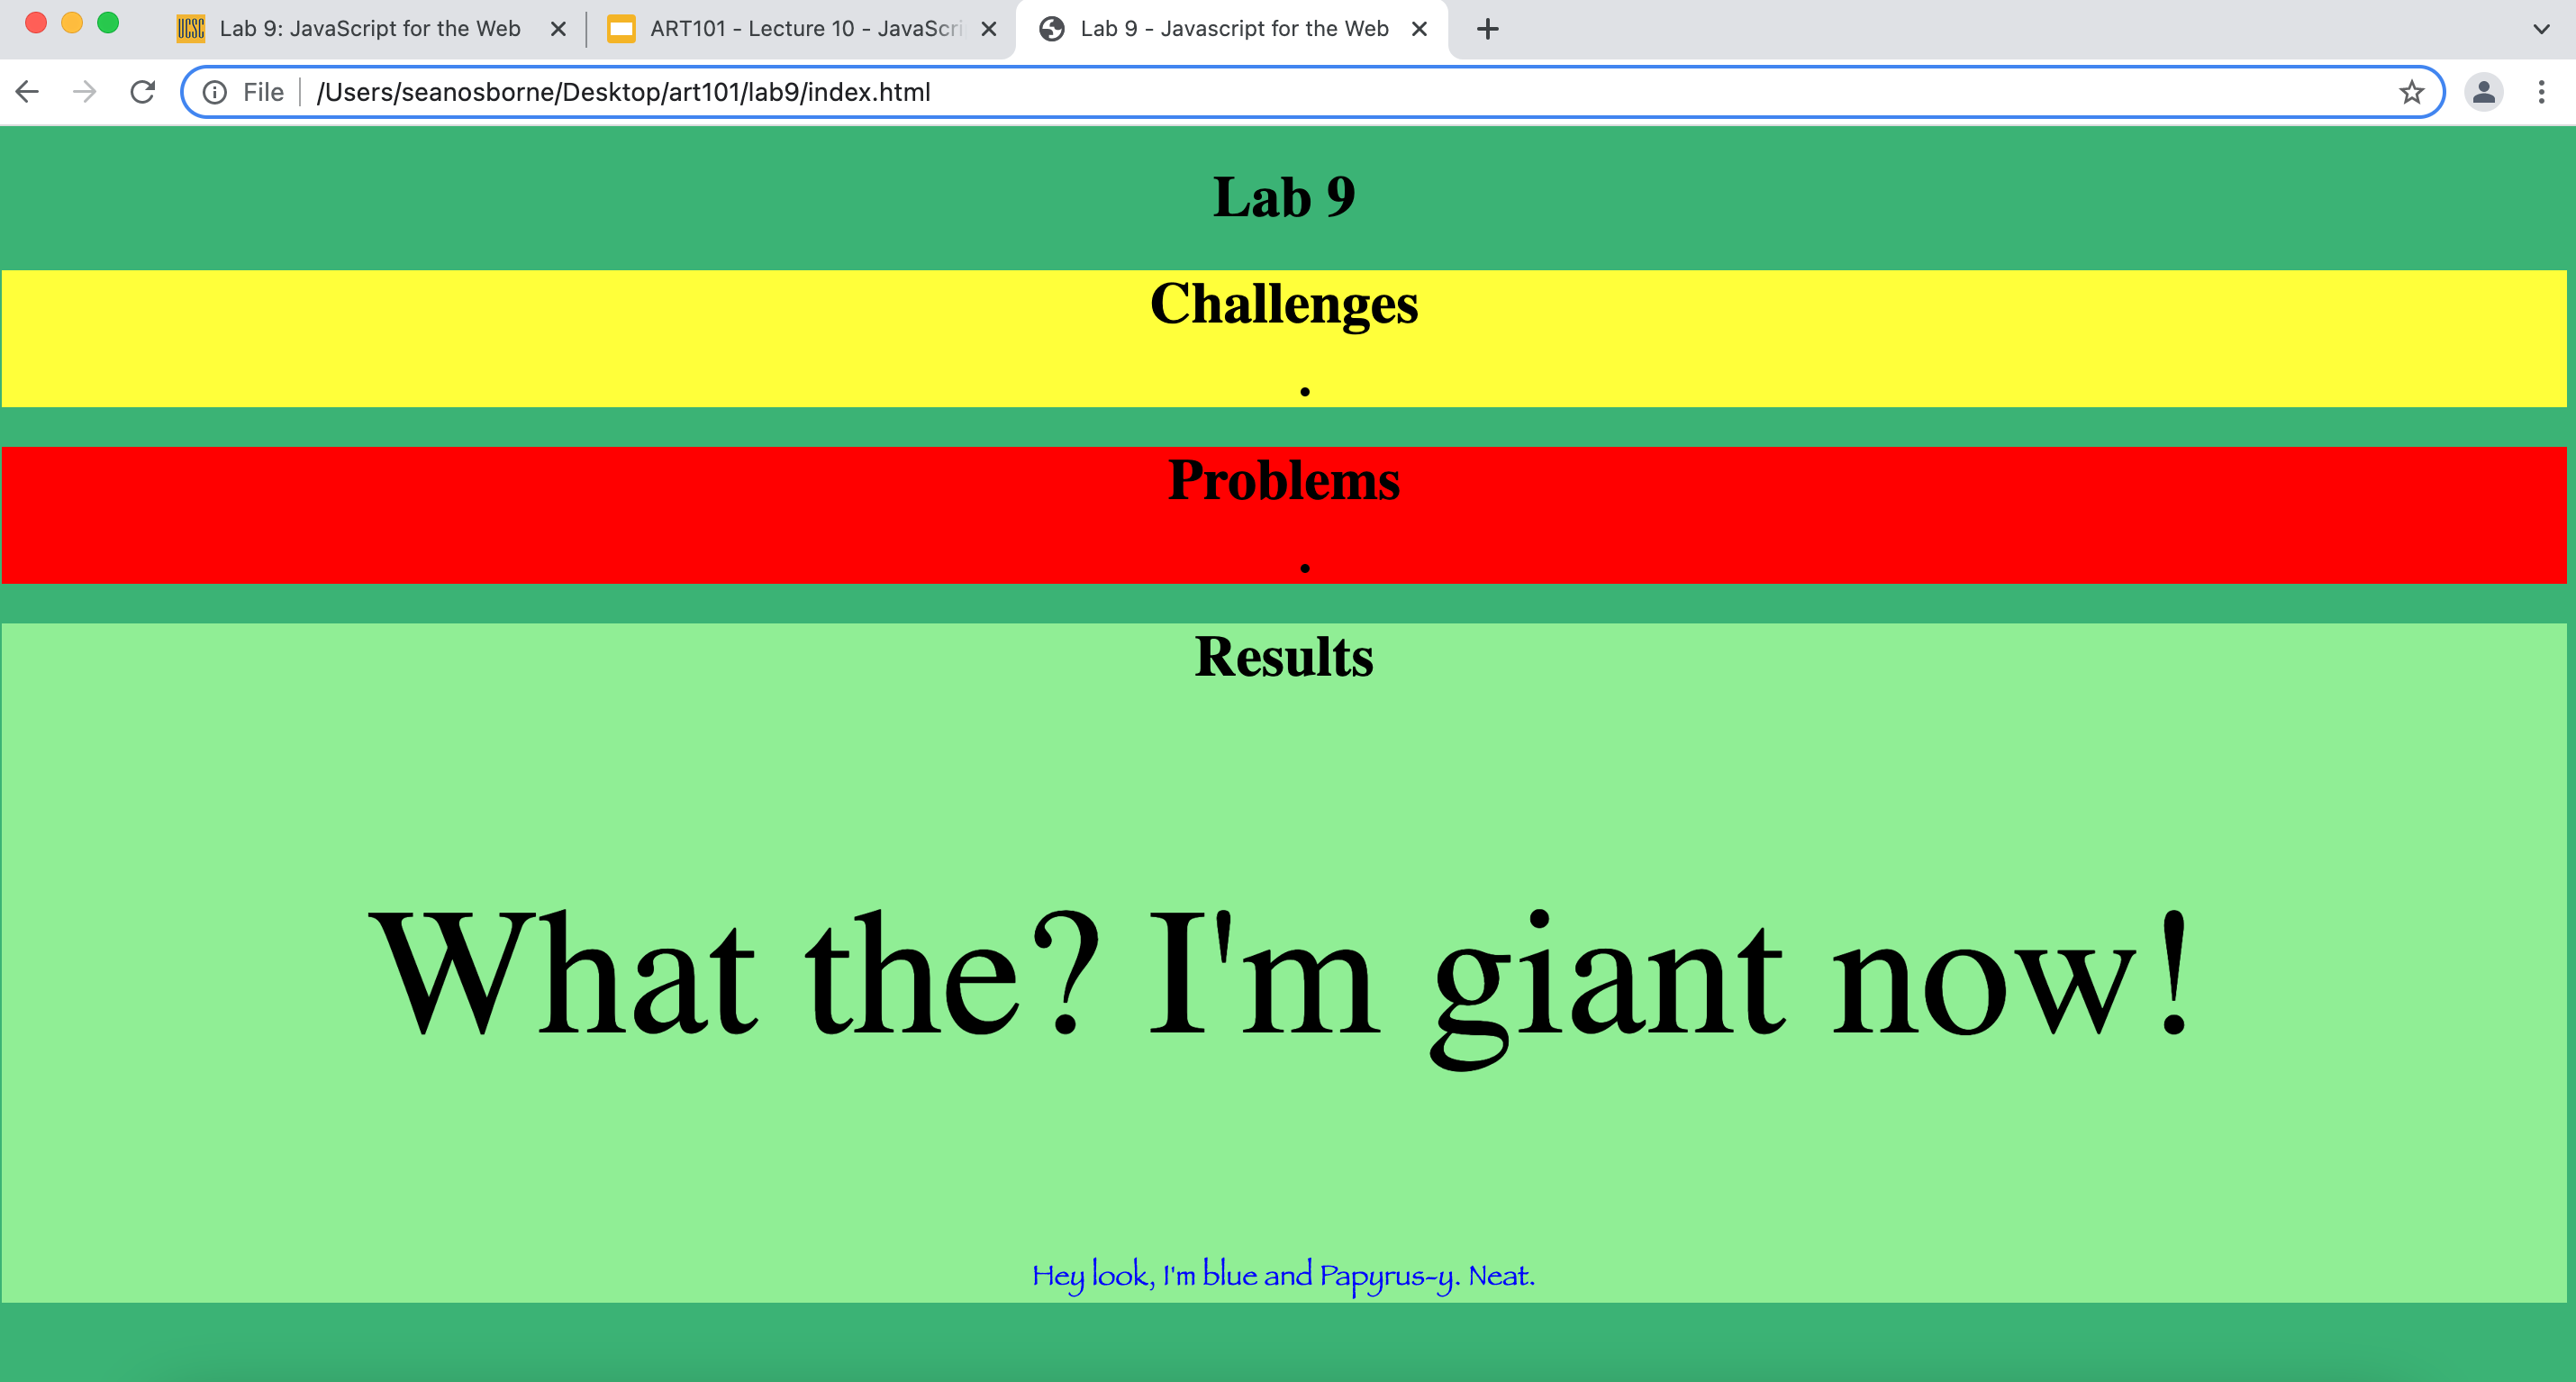 UCSC Lab 9: JavaScript for the Web ART101 - Lecture 10 - JavaScri Lab 9 - Javascript for the Web
File /Users/seanosborne/Desktop/art101/lab9/index.html
Lab 9
Challenges
.
Problems
.
Results
What the? I'm giant now!
Hey look, I'm blue and Papyrus-y. Neat.